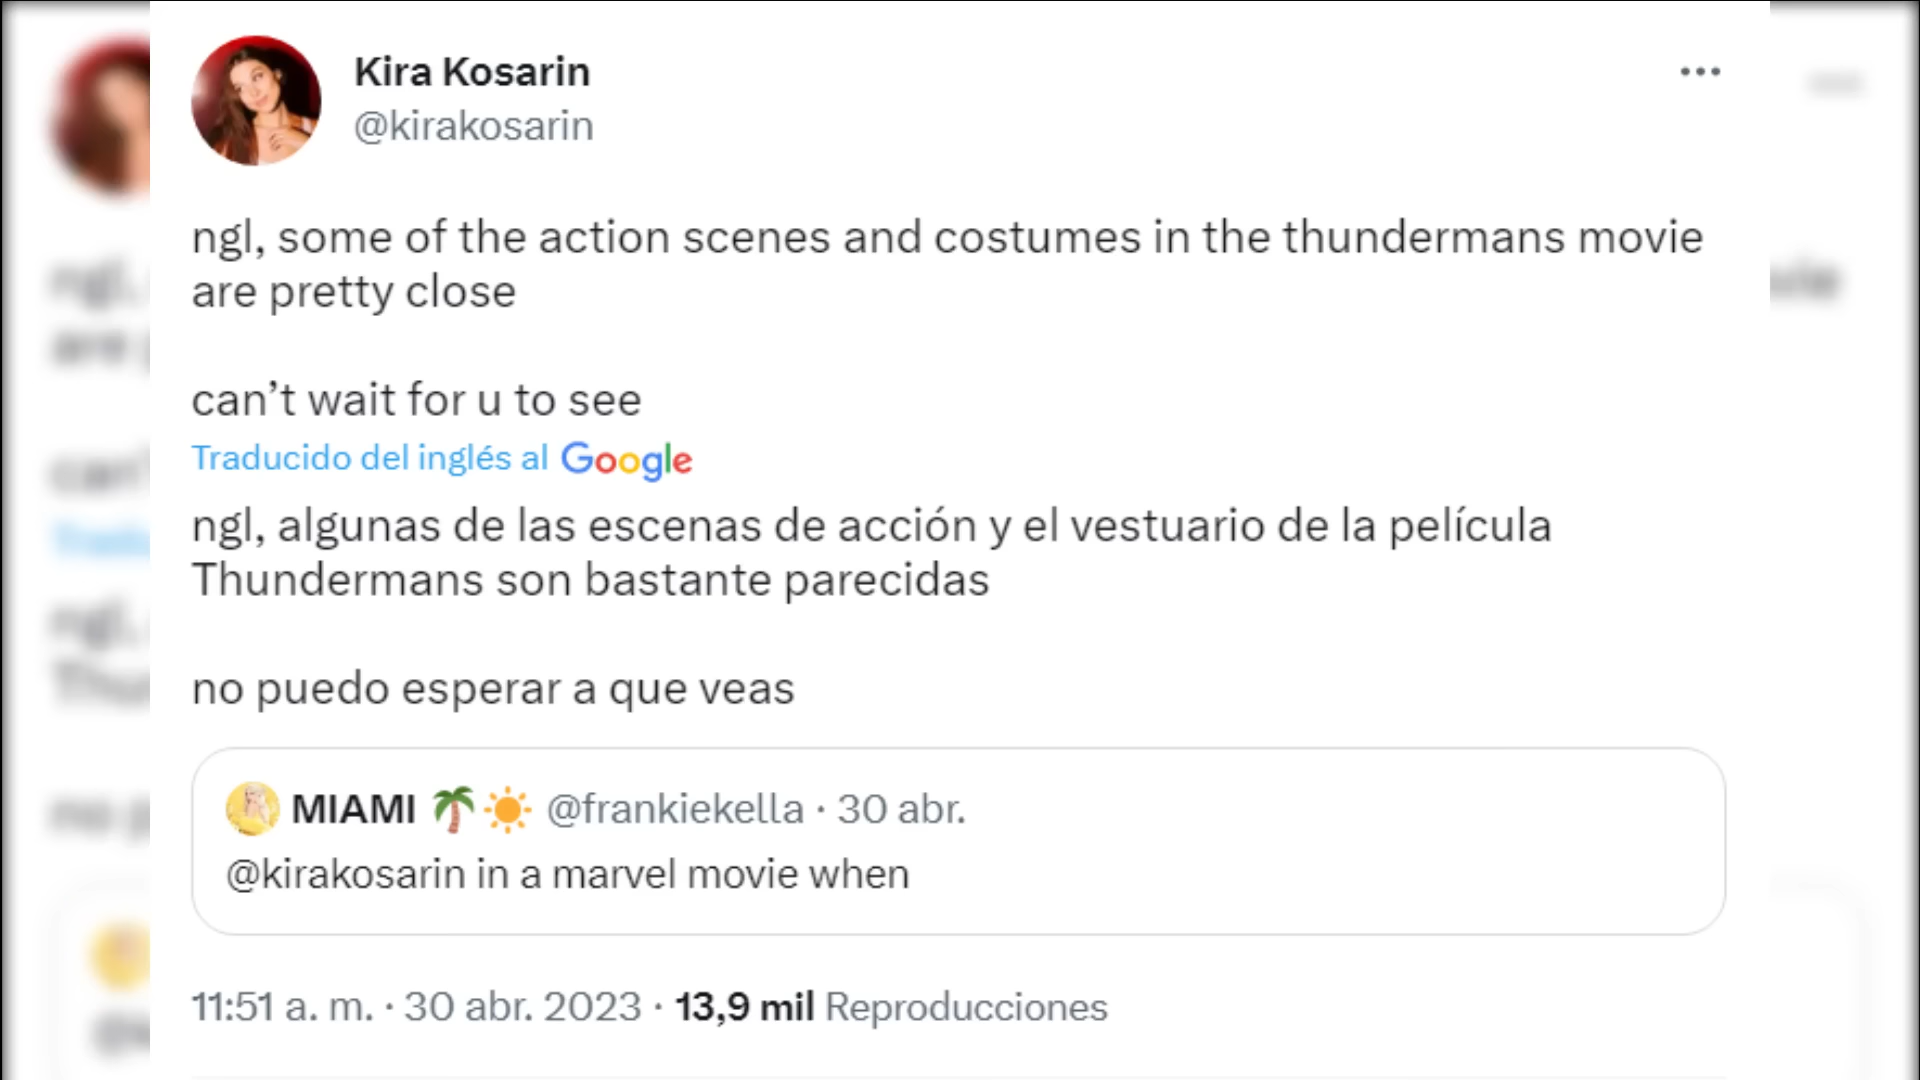 Kira Kosarin
@kirakosarin
ngl, some of the action scenes and costumes in the thundermans movie
are pretty close
can’t wait for u to see
Traducido del inglés al Google
ngl, algunas de las escenas de acción y el vestuario de la película
Thundermans son bastante parecidas
no puedo esperar a que veas
MIAMI 🌴☀️ @frankiekella · 30 abr.
@kirakosarin in a marvel movie when
11:51 a. m. · 30 abr. 2023 · 13,9 mil Reproducciones